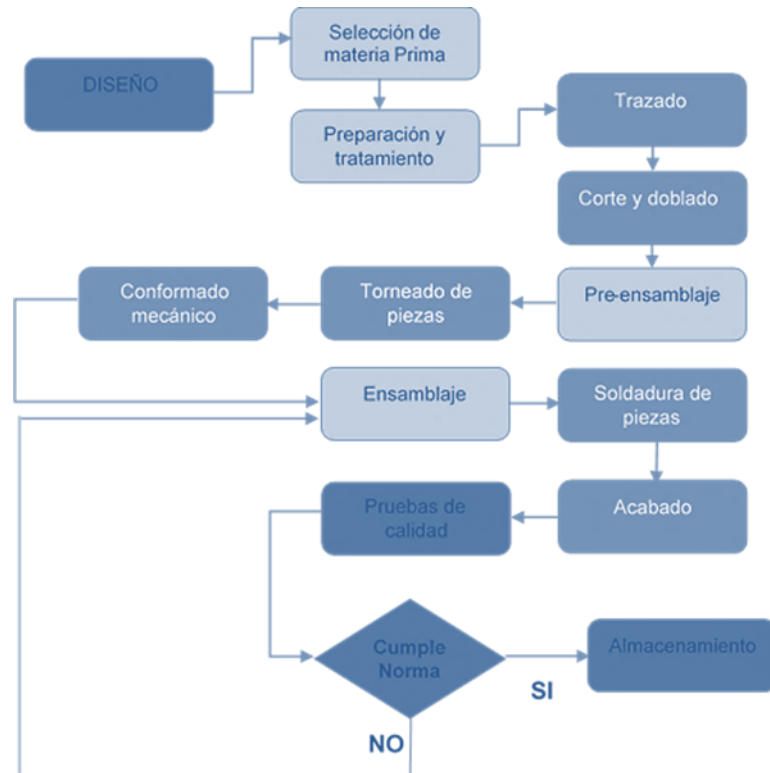 DISEÑO
Selección de
materia Prima
Preparación y
tratamiento
Trazado
Corte y doblado
Pre-ensamblaje
Torneado de
piezas
Conformado
mecánico
Ensamblaje
Soldadura de
piezas
Acabado
Pruebas de
calidad
Cumple
Norma
SI
Almacenamiento
NO